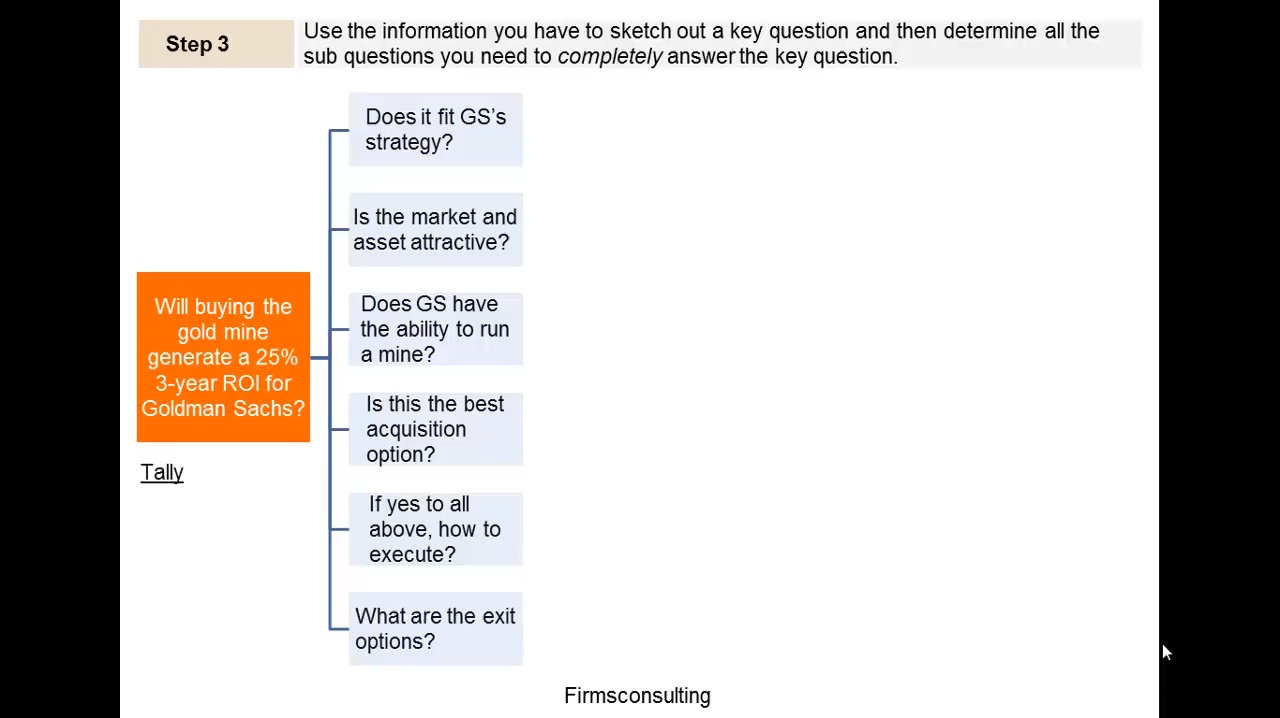 Step 3
Use the information you have to sketch out a key question and then determine all the
sub questions you need to completely answer the key question.
Does it fit GS's
strategy?
Is the market and
asset attractive?
Does GS have
the ability to run
a mine?
Will buying the
gold mine
generate a 25%
3-year ROI for
Goldman Sachs?
Is this the best
acquisition
option?
Tally
If yes to all
above, how to
execute?
What are the exit
options?
Firmsconsulting